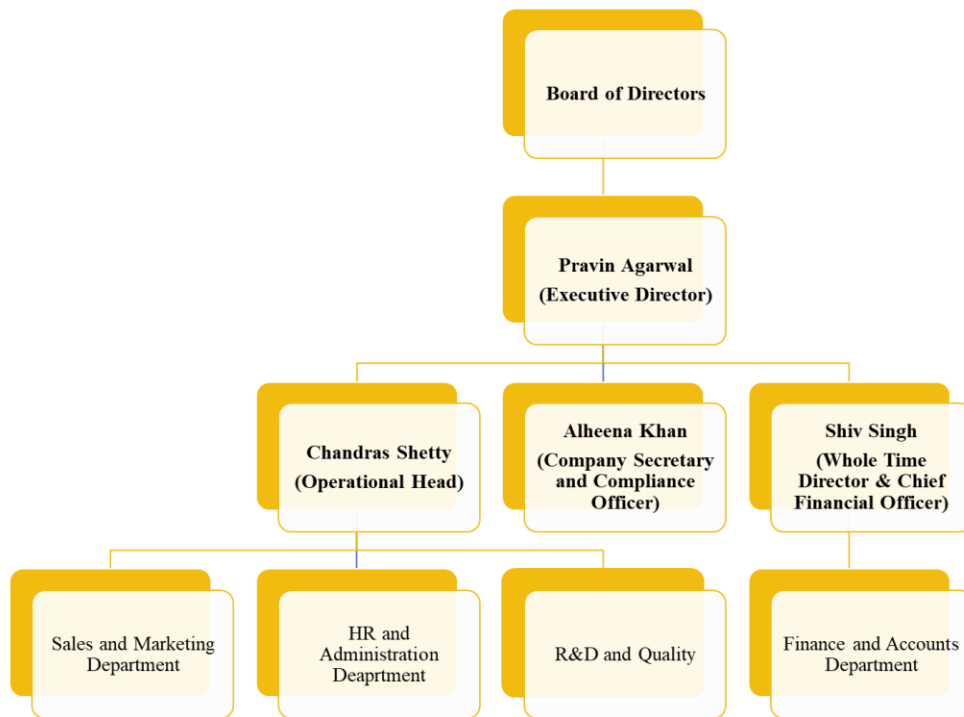 Board of Directors
Pravin Agarwal
(Executive Director)
Chandras Shetty
(Operational Head)
Alheena Khan
(Company Secretary
and Compliance
Officer)
Shiv Singh
(Whole Time
Director & Chief
Financial Officer)
Sales and Marketing
Department
HR and
Administration
Deaprtment
R&D and Quality
Finance and Accounts
Department